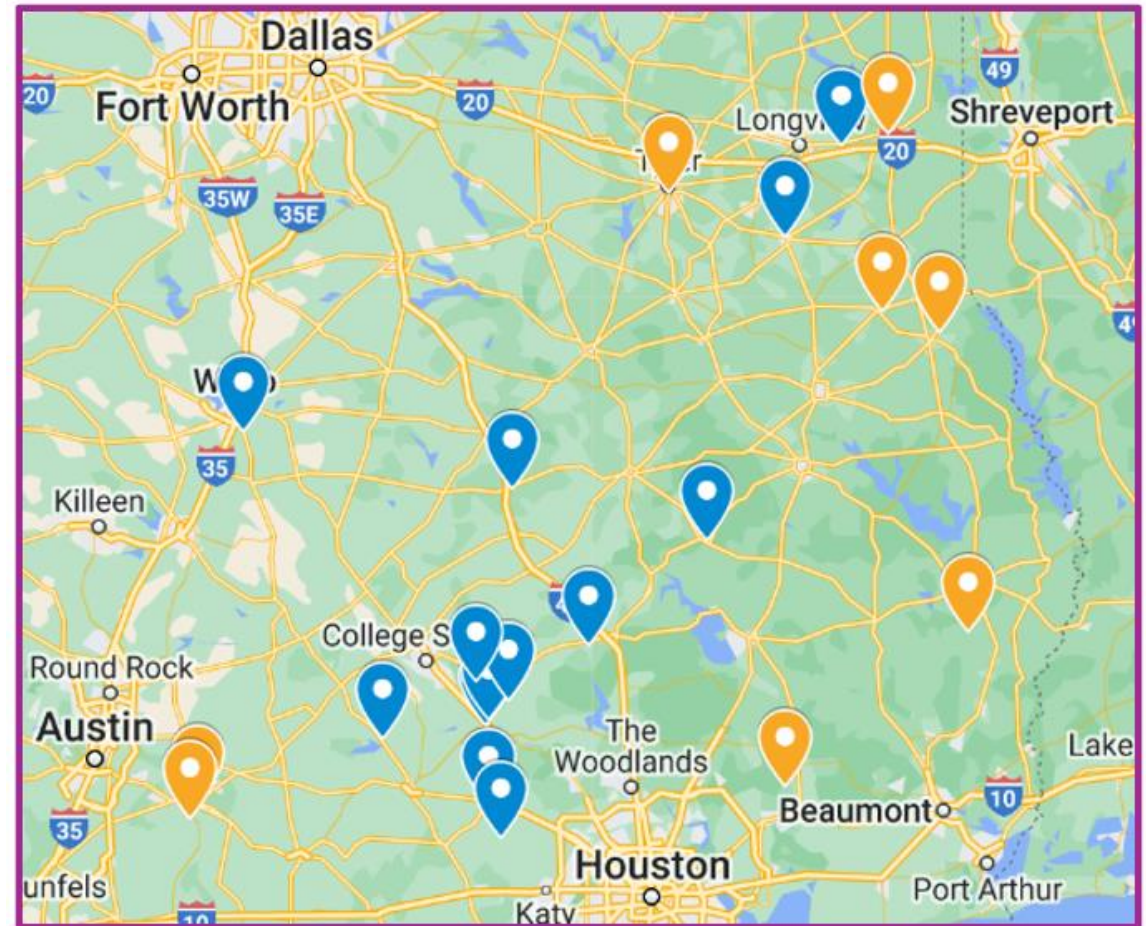 Dallas
Fort Worth
20
20
49
Shreveport
20
35W
35E
35
Killeen
College S
Round Rock
Austin
35
The
Woodlands
Lake
Beaumont
10
Houston
Port Arthur
unfels
10
Katy